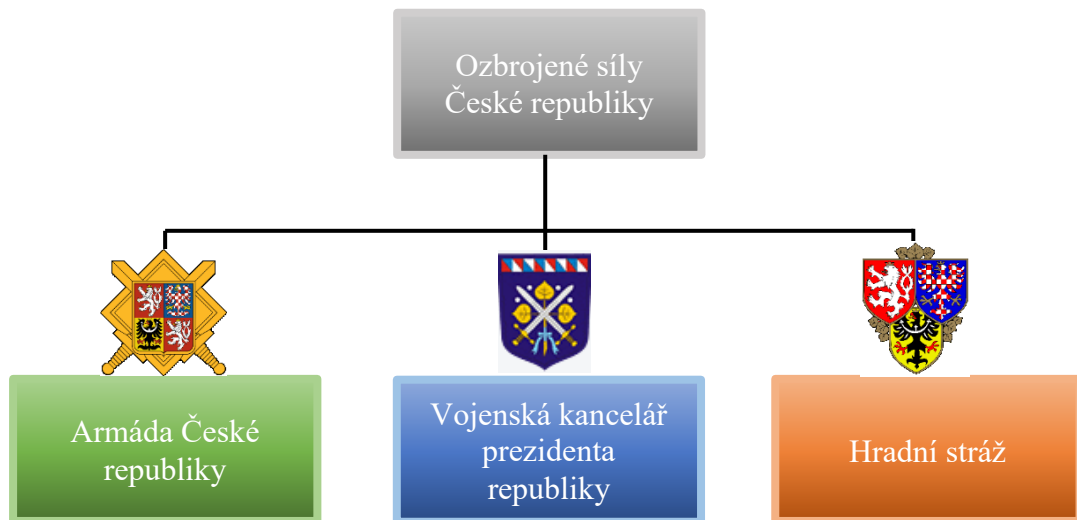 Ozbrojené síly
České republiky
Armáda České
republiky
Vojenská kancelář
prezidenta
republiky
Hradní stráž